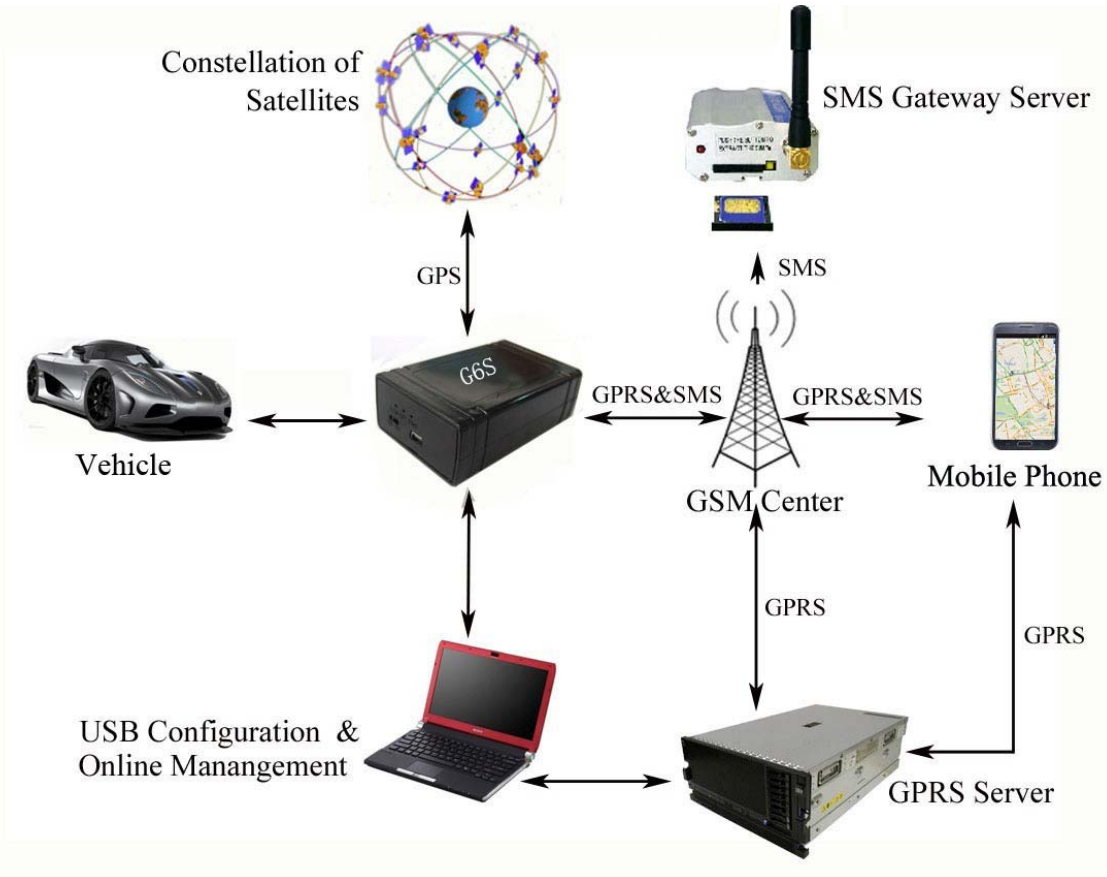 Constellation of
Satellites
SMS Gateway Server
GPS
SMS
G6S
GPRS&SMS
GPRS&SMS
Vehicle
GSM Center
Mobile Phone
GPRS
GPRS
USB Configuration &
Online Manangement
GPRS Server